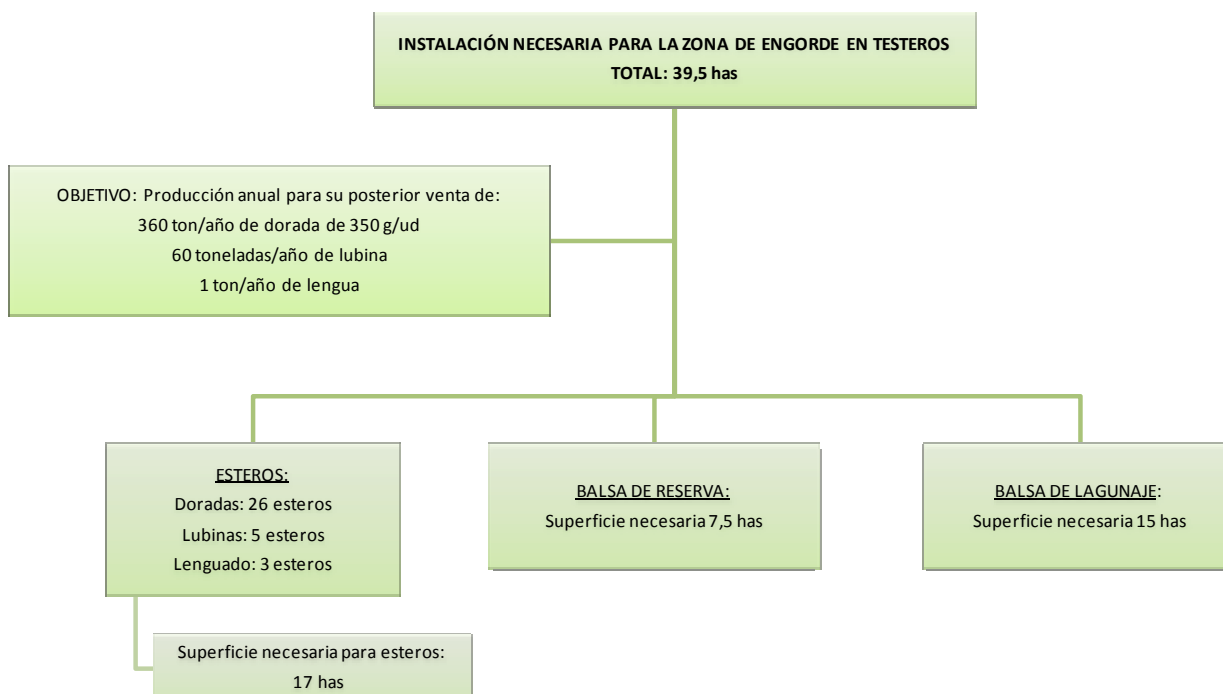 INSTALACIÓN NECESARIA PARA LA ZONA DE ENGORDE EN TESTEROS
TOTAL: 39,5 has
OBJETIVO: Producción anual para su posterior venta de:
360 ton/año de dorada de 350 g/ud
60 toneladas/año de lubina
1 ton/año de lengua
ESTEROS:
Doradas: 26 esteros
Lubinas: 5 esteros
Lenguado: 3 esteros
BALSA DE RESERVA:
Superficie necesaria 7,5 has
BALSA DE LAGUNAJE:
Superficie necesaria 15 has
Superficie necesaria para esteros:
17 has